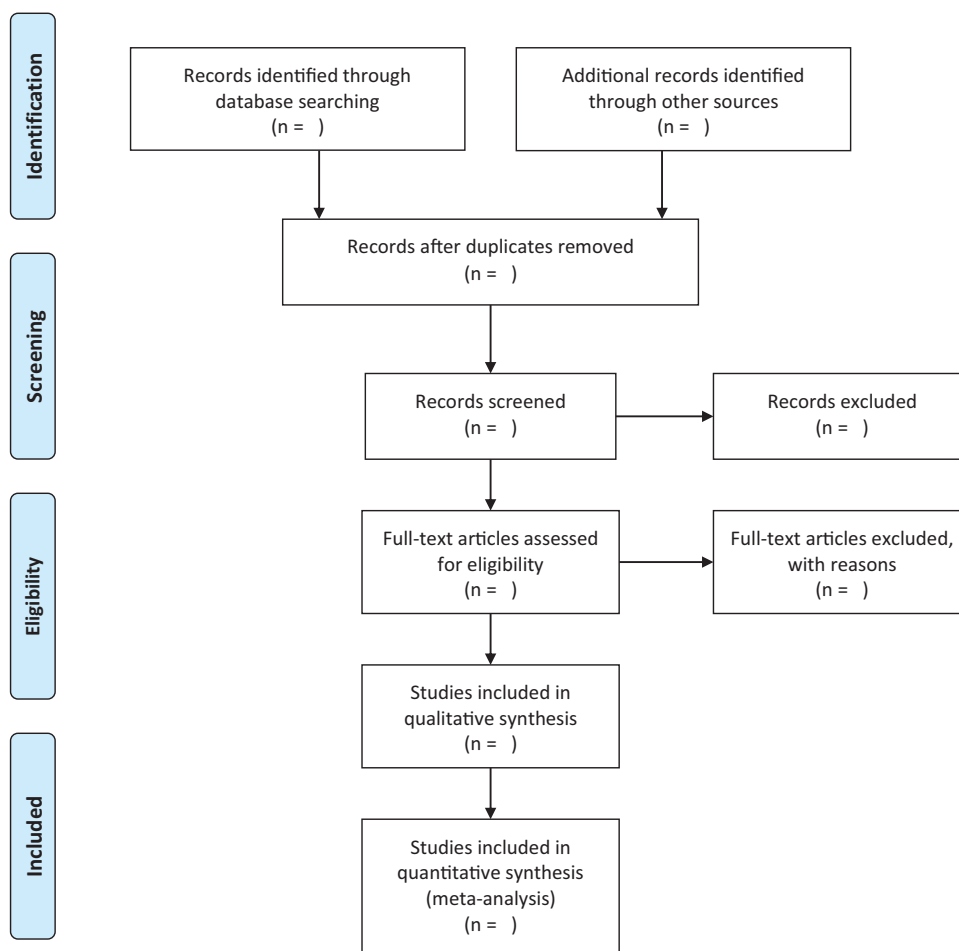 Identification
Records identified through
database searching
(n =   )
Additional records identified
through other sources
(n =   )
Records after duplicates removed
(n =   )
Screening
Records screened
(n =   )
Records excluded
(n =   )
Eligibility
Full-text articles assessed
for eligibility
(n =   )
Full-text articles excluded,
with reasons
(n =   )
Studies included in
qualitative synthesis
(n =   )
Included
Studies included in
quantitative synthesis
(meta-analysis)
(n =   )